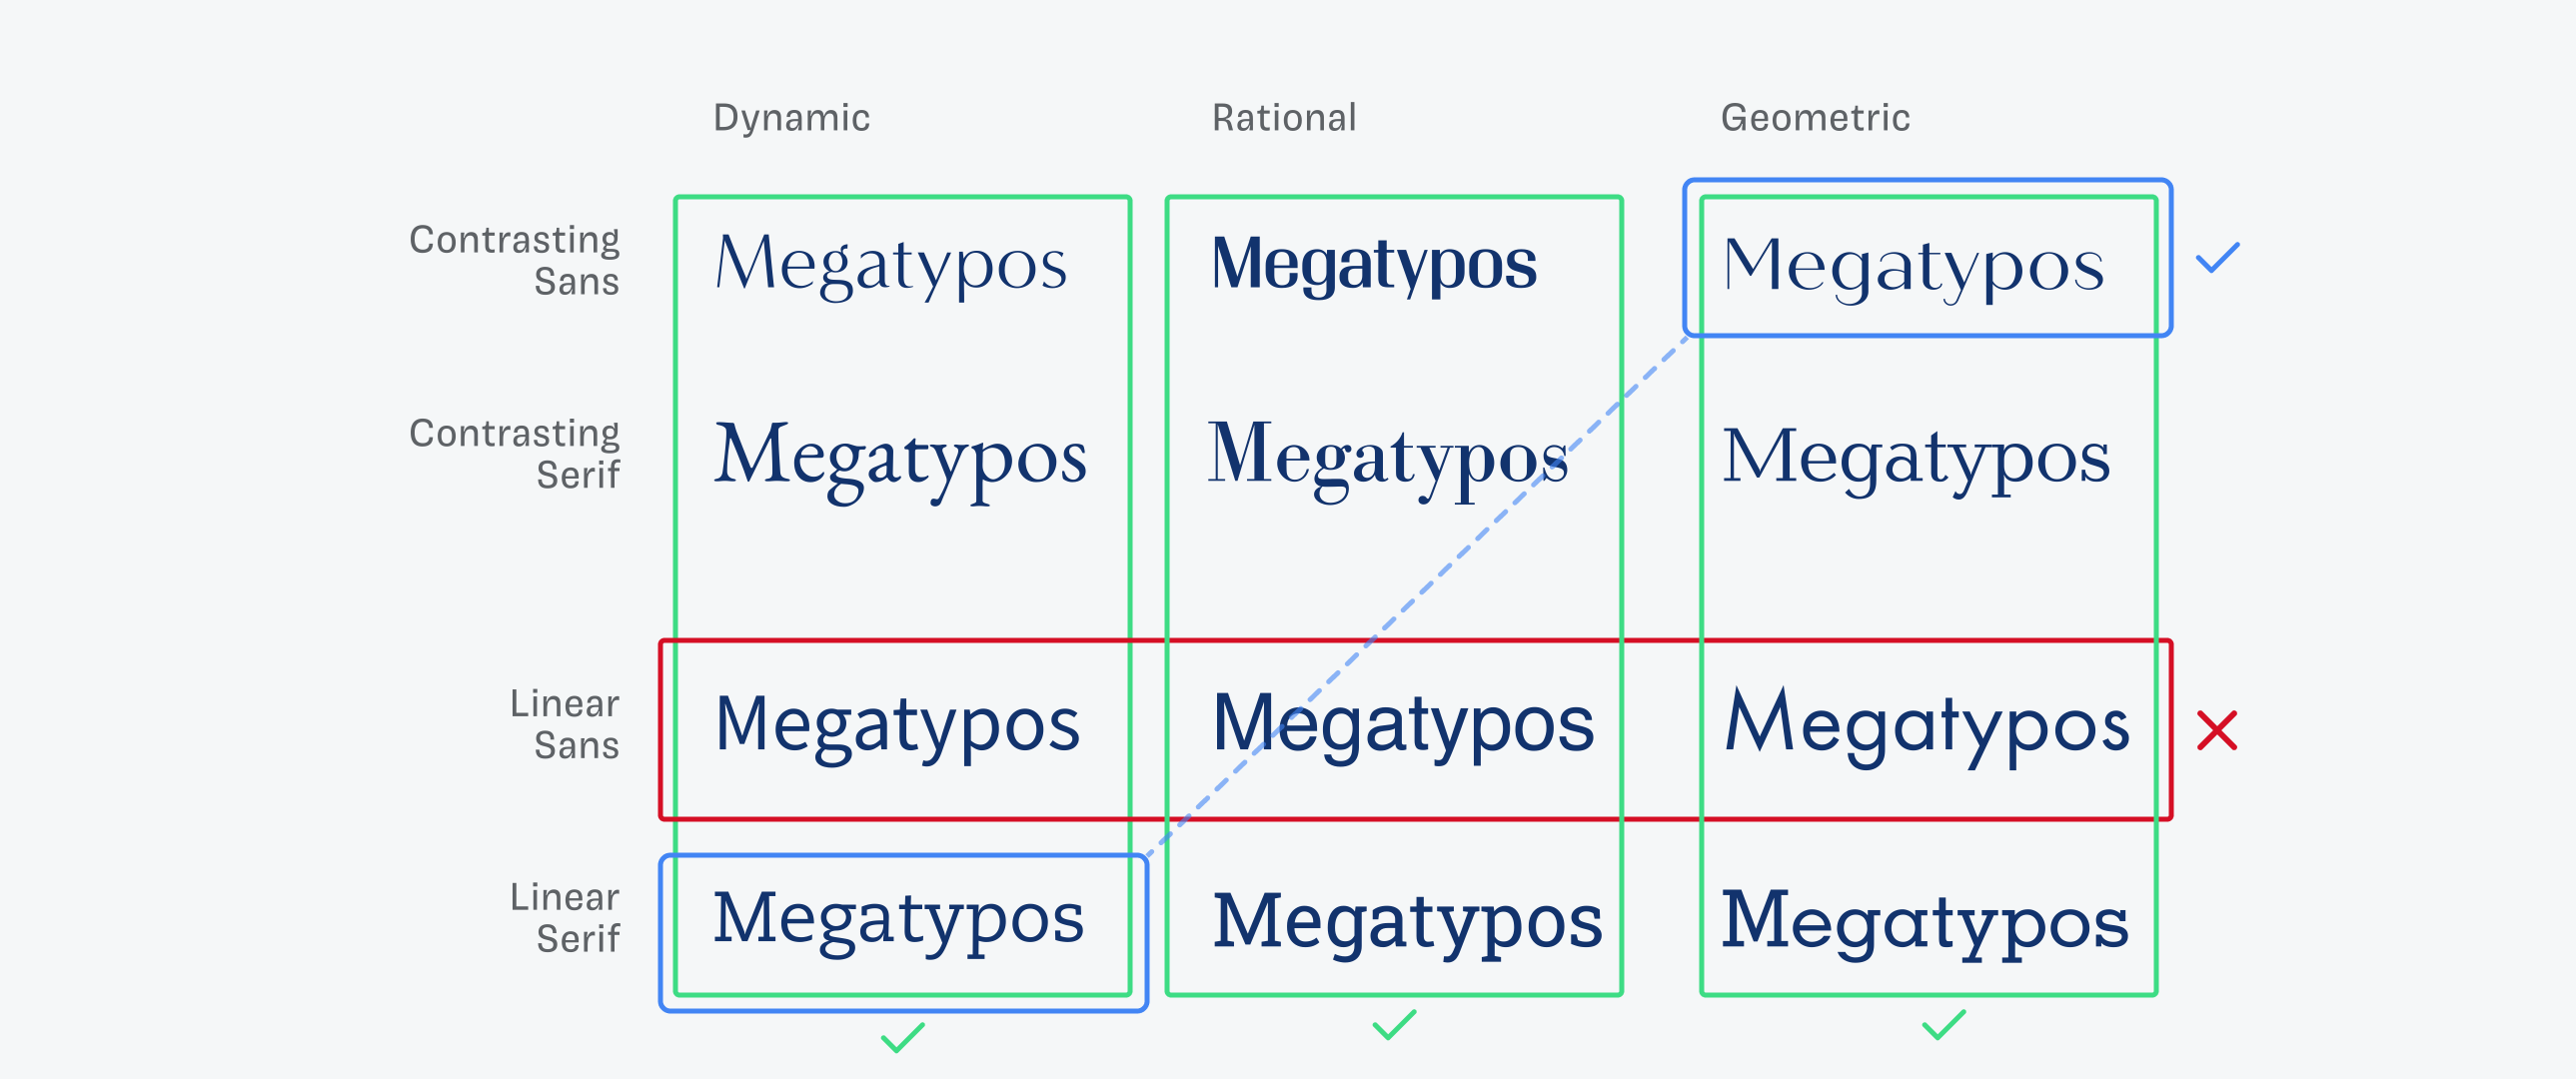 Dynamic Rational Geometric
Contrasting
Sans
Megatypos Megatypos Megatypos
Contrasting
Serif
Megatypos Megatypos Megatypos
Linear
Sans
Megatypos Megatypos Megatypos
Linear
Serif
Megatypos Megatypos Megatypos